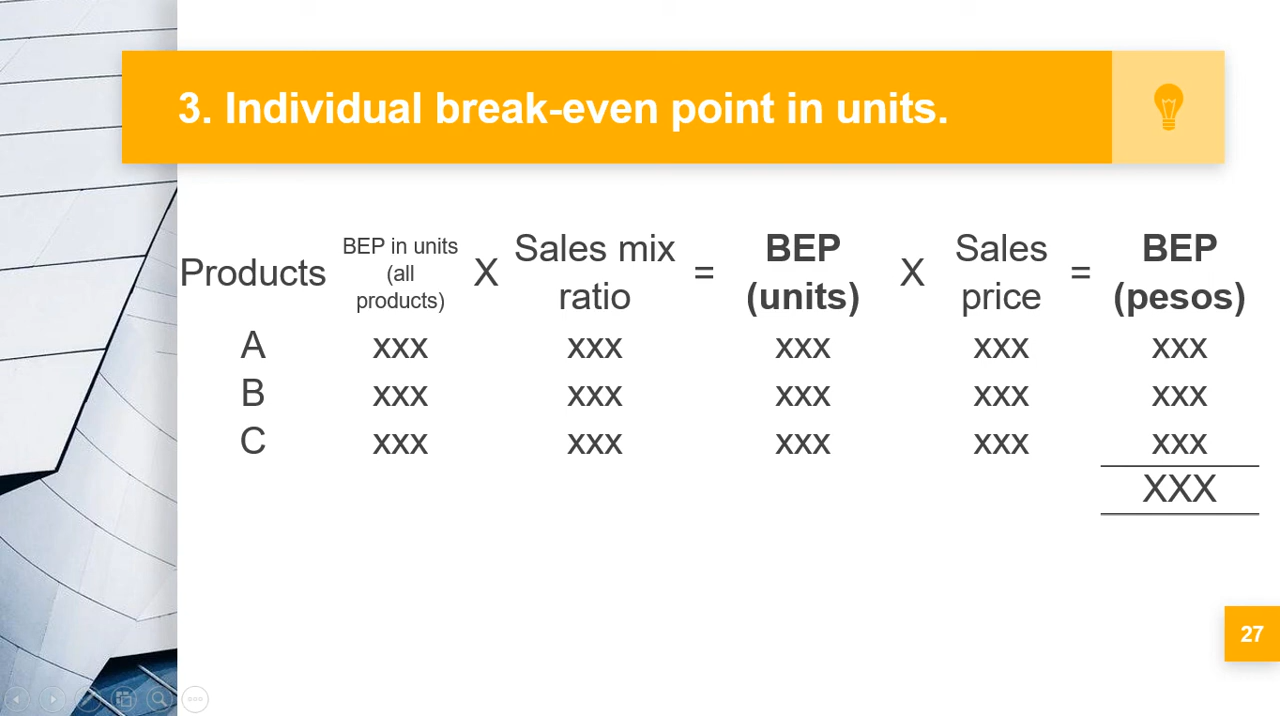 3. Individual break-even point in units.
Products BEP in units (all products) X Sales mix ratio = BEP (units) X Sales price = BEP (pesos)
A xxx xxx xxx xxx xxx
B xxx xxx xxx xxx xxx
C xxx xxx xxx xxx xxx
XXX
27